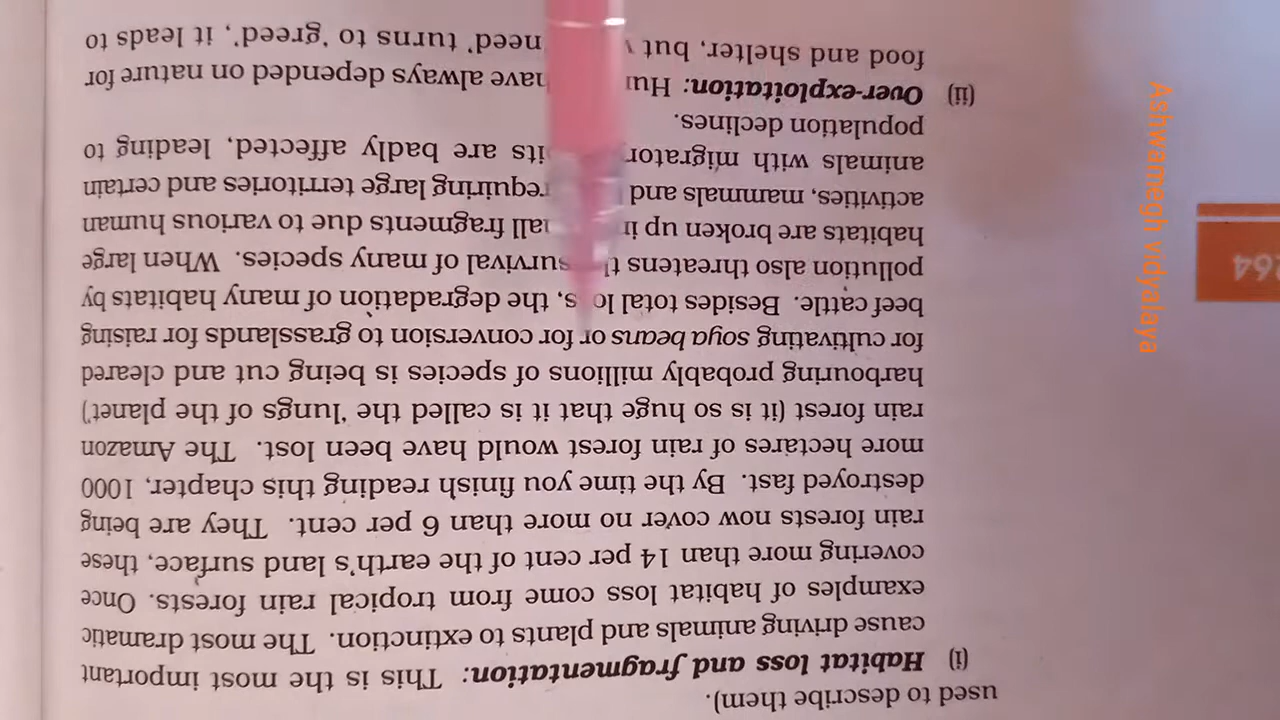 used to describe them).
(i) Habitat loss and fragmentation: This is the most important
cause driving animals and plants to extinction. The most dramatic
examples of habitat loss come from tropical rain forests. Once
covering more than 14 per cent of the earth's land surface, these
rain forests now cover no more than 6 per cent. They are being
destroyed fast. By the time you finish reading this chapter, 1000
more hectares of rain forest would have been lost. The Amazon
rain forest (it is so huge that it is called the 'lungs of the planet')
harbouring probably millions of species is being cut and cleared
for cultivating soya beans or for conversion to grasslands for raising
beef cattle. Besides total the degradation of many habitats by
pollution also threatens survival of many species. When large
habitats are broken up fragments due to various human
activities, mammals and requiring large territories and certain
animals with are badly affected, leading to
population declines.
(ii) Over-exploitation: have always depended on nature for
food and shelter, but 'need' turns to 'greed', it leads to
264
Ashwamegh vidyalaya